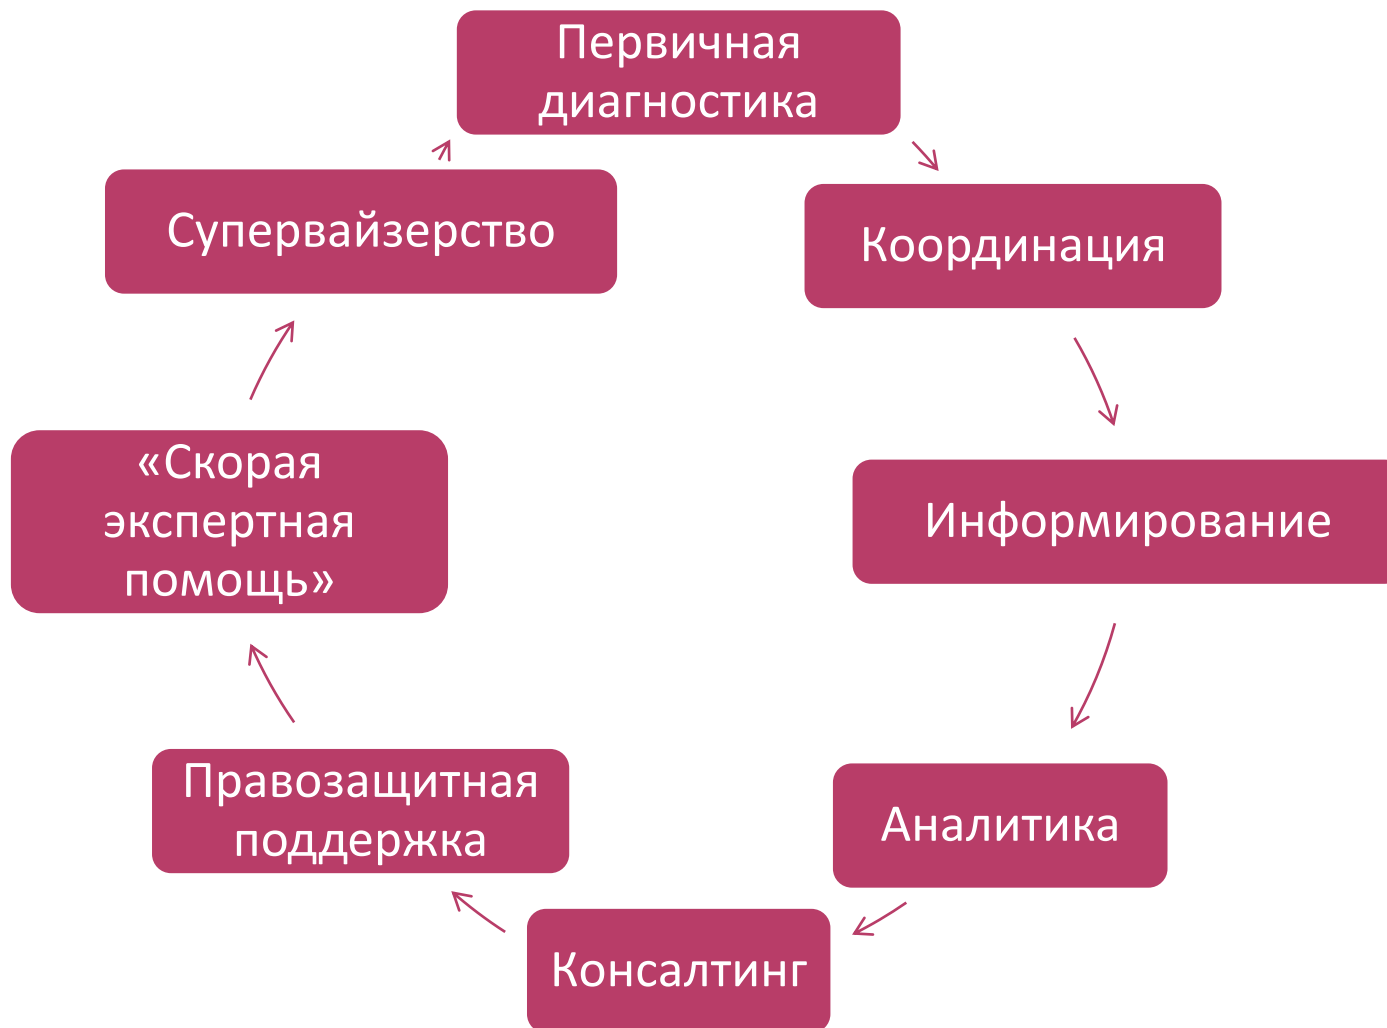 Первичная
диагностика
Координация
Информирование
Аналитика
Консалтинг
Правозащитная
поддержка
«Скорая
экспертная
помощь»
Супервайзерство